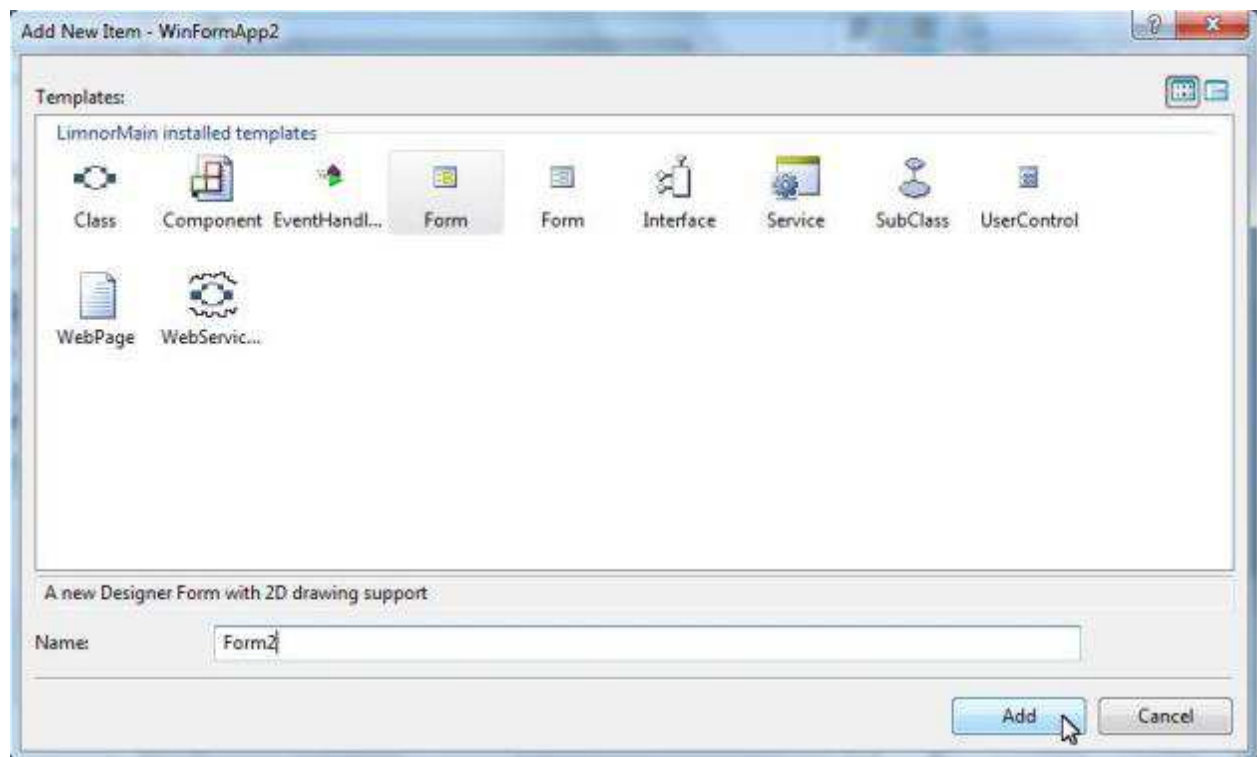 Add New Item - WinFormApp2
Templates:
LimnorMain installed templates
Class Component EventHandl... Form Form Interface Service SubClass UserControl
WebPage WebServic...
A new Designer Form with 2D drawing support
Name: Form2
Add Cancel